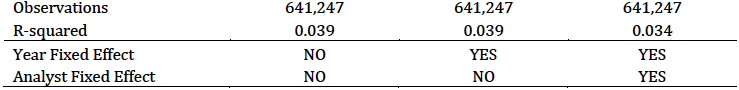 Observations 641,247 641,247 641,247
R-squared 0.039 0.039 0.034
Year Fixed Effect NO YES YES
Analyst Fixed Effect NO NO YES